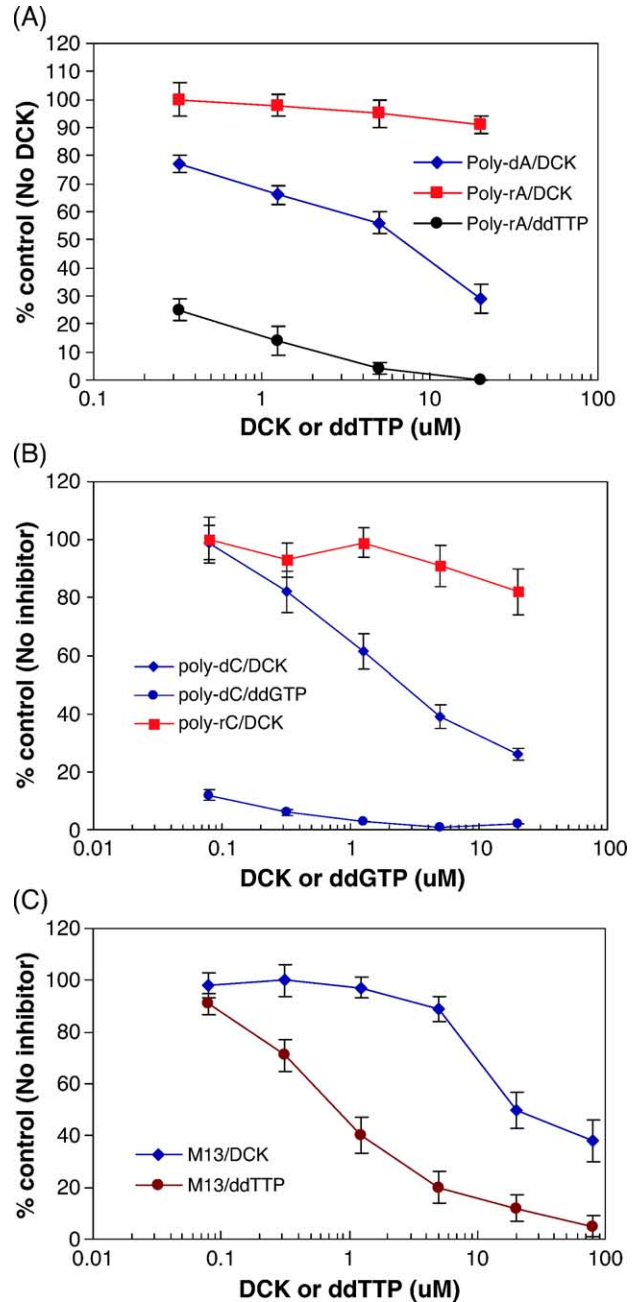 (A)
120
110
100
90
80
70
60
50
40
30
20
10
0
% control (No DCK)
Poly-dA/DCK
Poly-rA/DCK
Poly-rA/ddTTP
0.1 1 10 100
DCK or ddTTP (uM)
(B)
120
100
80
60
40
20
0
% control (No inhibitor)
poly-dC/DCK
poly-dC/ddGTP
poly-rC/DCK
0.01 0.1 1 10 100
DCK or ddGTP (uM)
(C)
120
100
80
60
40
20
0
% control (No inhibitor)
M13/DCK
M13/ddTTP
0.01 0.1 1 10 100
DCK or ddTTP (uM)